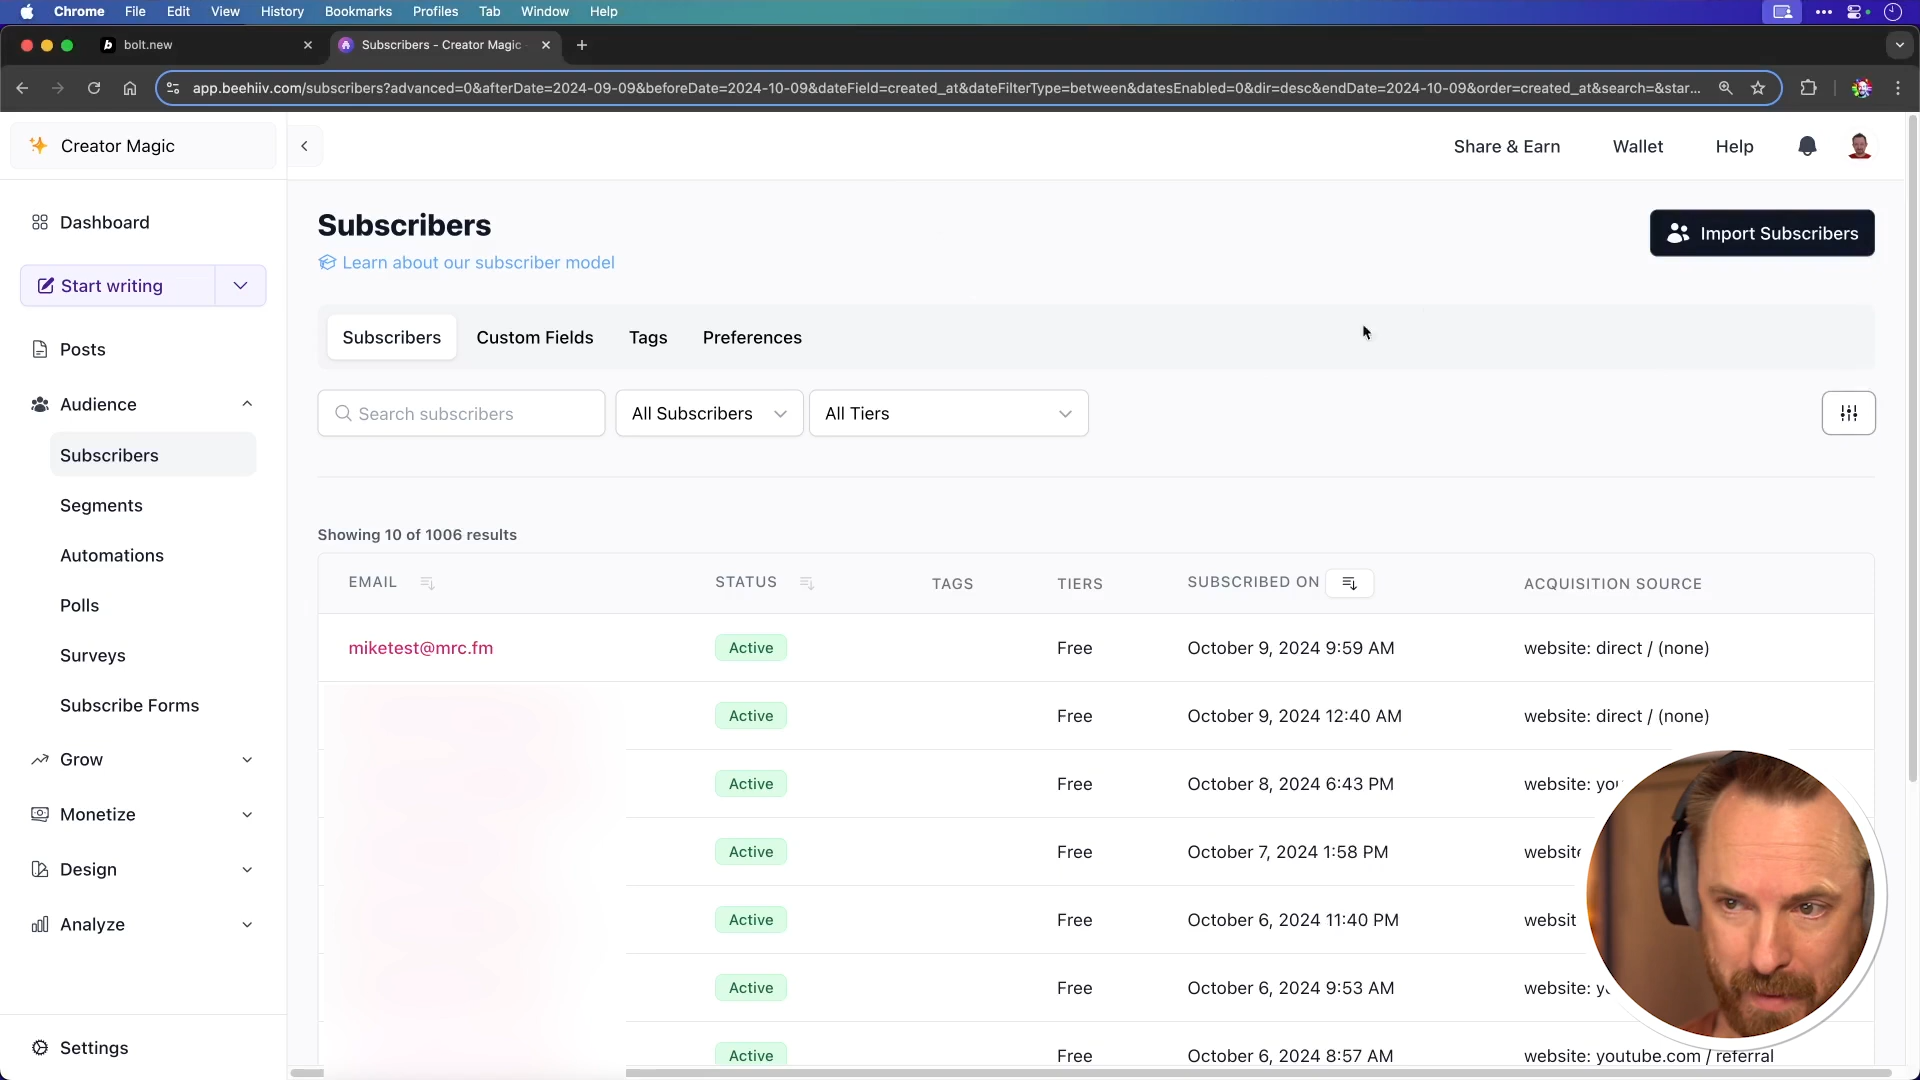 Chrome File Edit View History Bookmarks Profiles Tab Window Help
bolt.new
Subscribers - Creator Magic
app.beehiiv.com/subscribers?advanced=0&afterDate=2024-09-09&beforeDate=2024-10-09&dateField=created_at&dateFilterType=between&datesEnabled=0&dir=desc&endDate=2024-10-09&order=created_at&search=&star...
Creator Magic
Share & Earn Wallet Help
Dashboard
Start writing
Posts
Audience
Subscribers
Segments
Automations
Polls
Surveys
Subscribe Forms
Grow
Monetize
Design
Analyze
Settings
Subscribers
Learn about our subscriber model
Import Subscribers
Subscribers Custom Fields Tags Preferences
Search subscribers All Subscribers All Tiers
Showing 10 of 1006 results
EMAIL STATUS TAGS TIERS SUBSCRIBED ON ACQUISITION SOURCE
miketest@mrc.fm Active Free October 9, 2024 9:59 AM website: direct / (none)
Active Free October 9, 2024 12:40 AM website: direct / (none)
Active Free October 8, 2024 6:43 PM website: you
Active Free October 7, 2024 1:58 PM website
Active Free October 6, 2024 11:40 PM websit
Active Free October 6, 2024 9:53 AM website: y
Active Free October 6, 2024 8:57 AM website: youtube.com / referral